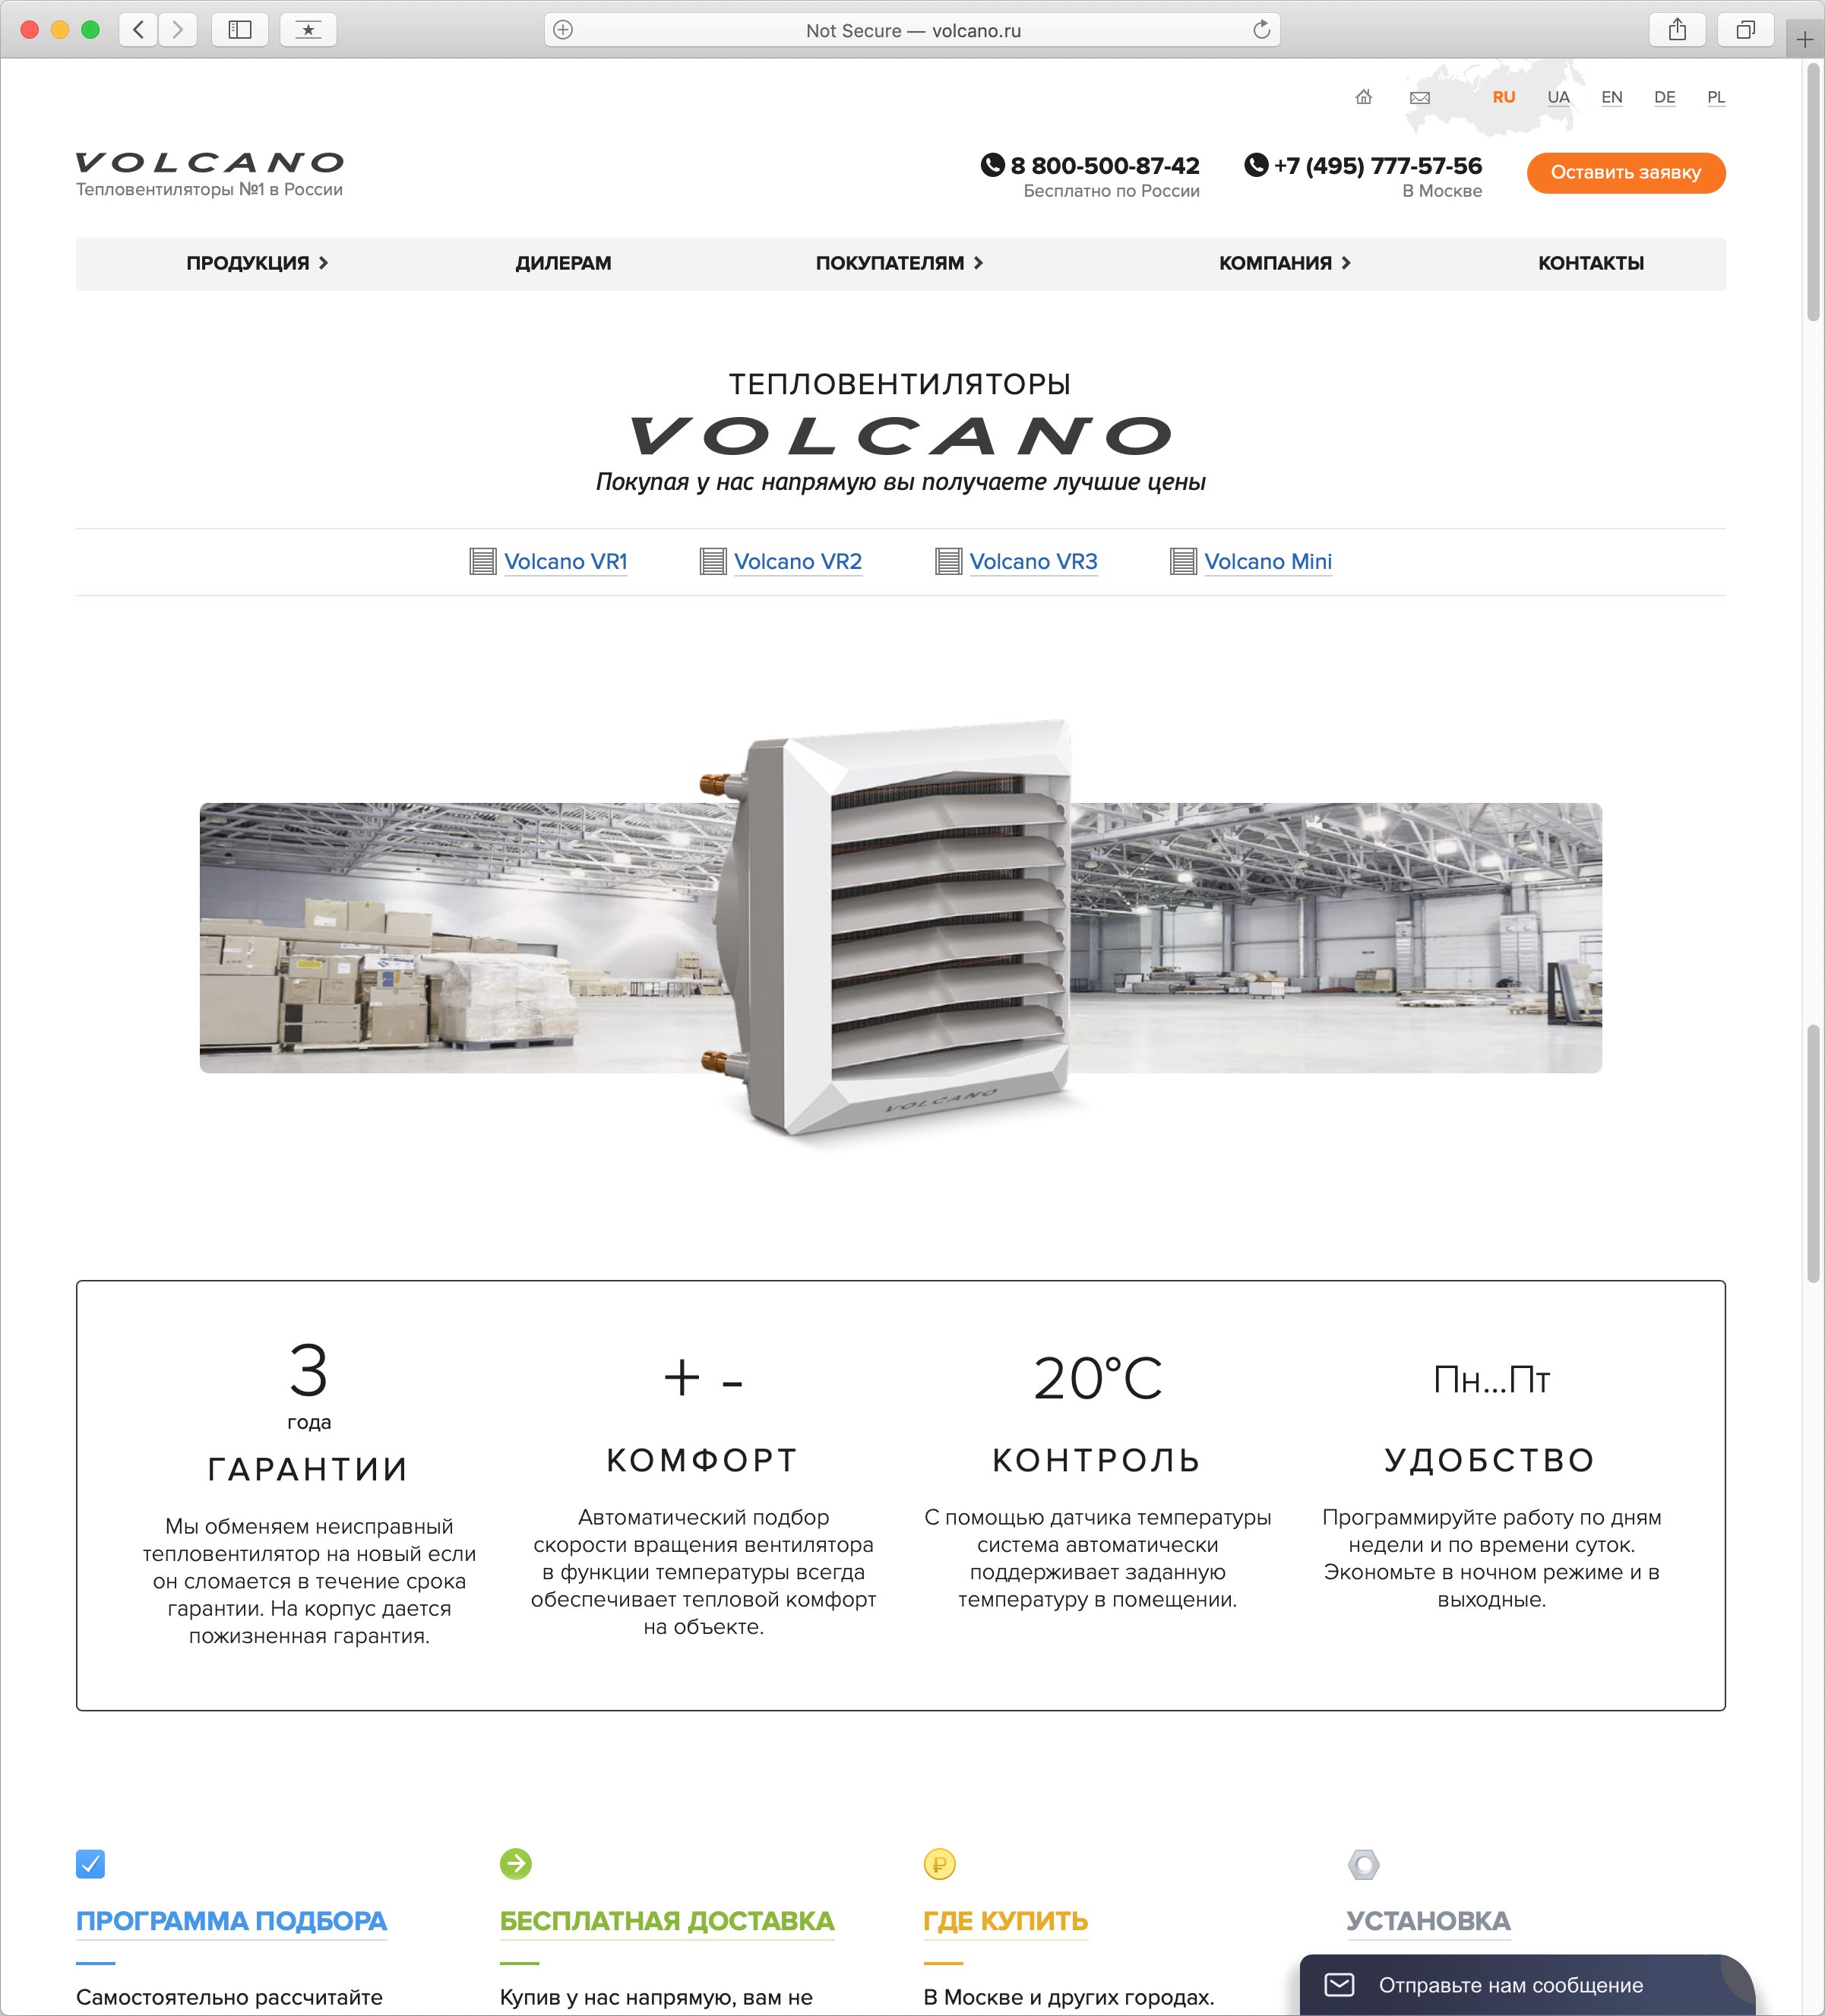 Not Secure — volcano.ru
RU UA EN DE PL
VOLCANO
Тепловентиляторы №1 в России
8 800-500-87-42
Бесплатно по России
+7 (495) 777-57-56
В Москве
Оставить заявку
ПРОДУКЦИЯ ДИЛЕРАМ ПОКУПАТЕЛЯМ КОМПАНИЯ КОНТАКТЫ
ТЕПЛОВЕНТИЛЯТОРЫ
VOLCANO
Покупая у нас напрямую вы получаете лучшие цены
Volcano VR1 Volcano VR2 Volcano VR3 Volcano Mini
VOLCANO
3
года
ГАРАНТИИ
Мы обменяем неисправный
тепловентилятор на новый если
он сломается в течение срока
гарантии. На корпус дается
пожизненная гарантия.
+ -
КОМФОРТ
Автоматический подбор
скорости вращения вентилятора
в функции температуры всегда
обеспечивает тепловой комфорт
на объекте.
20°C
КОНТРОЛЬ
С помощью датчика температуры
система автоматически
поддерживает заданную
температуру в помещении.
Пн...Пт
УДОБСТВО
Программируйте работу по дням
недели и по времени суток.
Экономьте в ночном режиме и в
выходные.
ПРОГРАММА ПОДБОРА
Самостоятельно рассчитайте
БЕСПЛАТНАЯ ДОСТАВКА
Купив у нас напрямую, вам не
ГДЕ КУПИТЬ
В Москве и других городах.
УСТАНОВКА
Отправьте нам сообщение